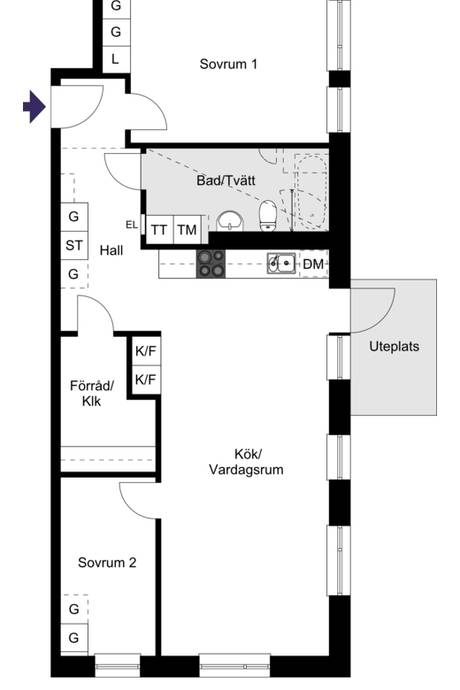 G
G
L
Sovrum 1
Bad/Tvätt
EL
TT TM
G
ST
G
Hall
DM
Uteplats
K/F
K/F
Förråd/
Klk
Kök/
Vardagsrum
Sovrum 2
G
G